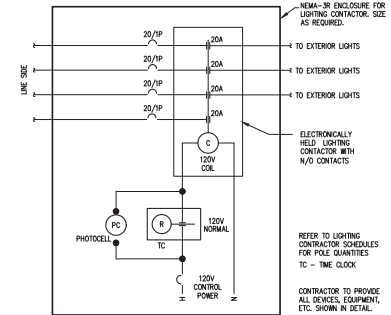 NEMA-3R ENCLOSURE FOR
LIGHTING CONTACTOR. SIZE
AS REQUIRED.
20/1P
20A
TO EXTERIOR LIGHTS
20/1P
20A
TO EXTERIOR LIGHTS
LINE SIDE
20/1P
20A
TO EXTERIOR LIGHTS
20/1P
20A
C
120V
COIL
ELECTRONICALLY
HELD LIGHTING
CONTACTOR WITH
N/O CONTACTS
PC
PHOTOCELL
R
TC
120V
NORMAL
120V
CONTROL
POWER
H
N
REFER TO LIGHTING
CONTRACTOR SCHEDULES
FOR POLE QUANTITIES
TC - TIME CLOCK
CONTRACTOR TO PROVIDE
ALL DEVICES, EQUIPMENT,
ETC. SHOWN IN DETAIL.